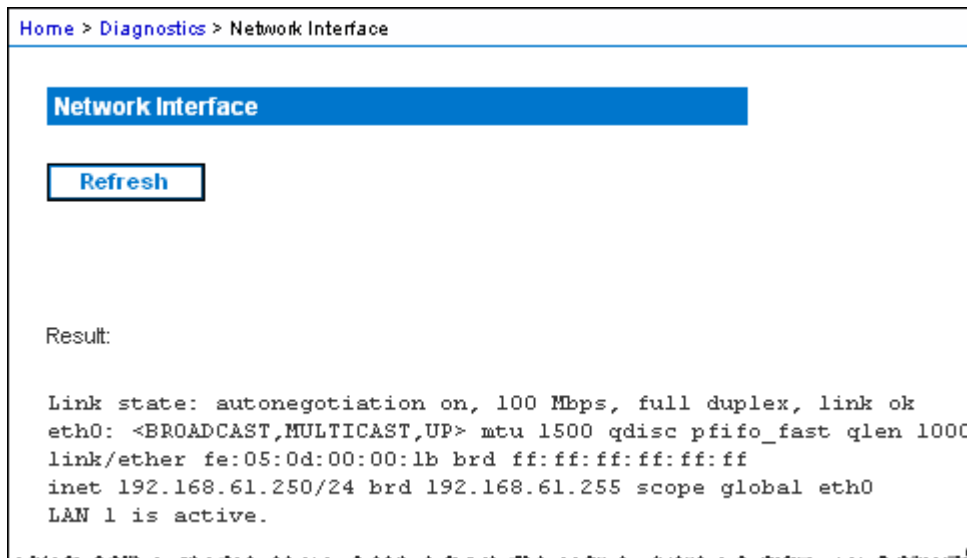 Home > Diagnostics > Network Interface
Network Interface
Refresh
Result:
Link state: autonegotiation on, 100 Mbps, full duplex, link ok
eth0: <BROADCAST,MULTICAST,UP> mtu 1500 qdisc pfifo_fast qlen 1000
link/ether fe:05:0d:00:00:1b brd ff:ff:ff:ff:ff:ff
inet 192.168.61.250/24 brd 192.168.61.255 scope global eth0
LAN 1 is active.